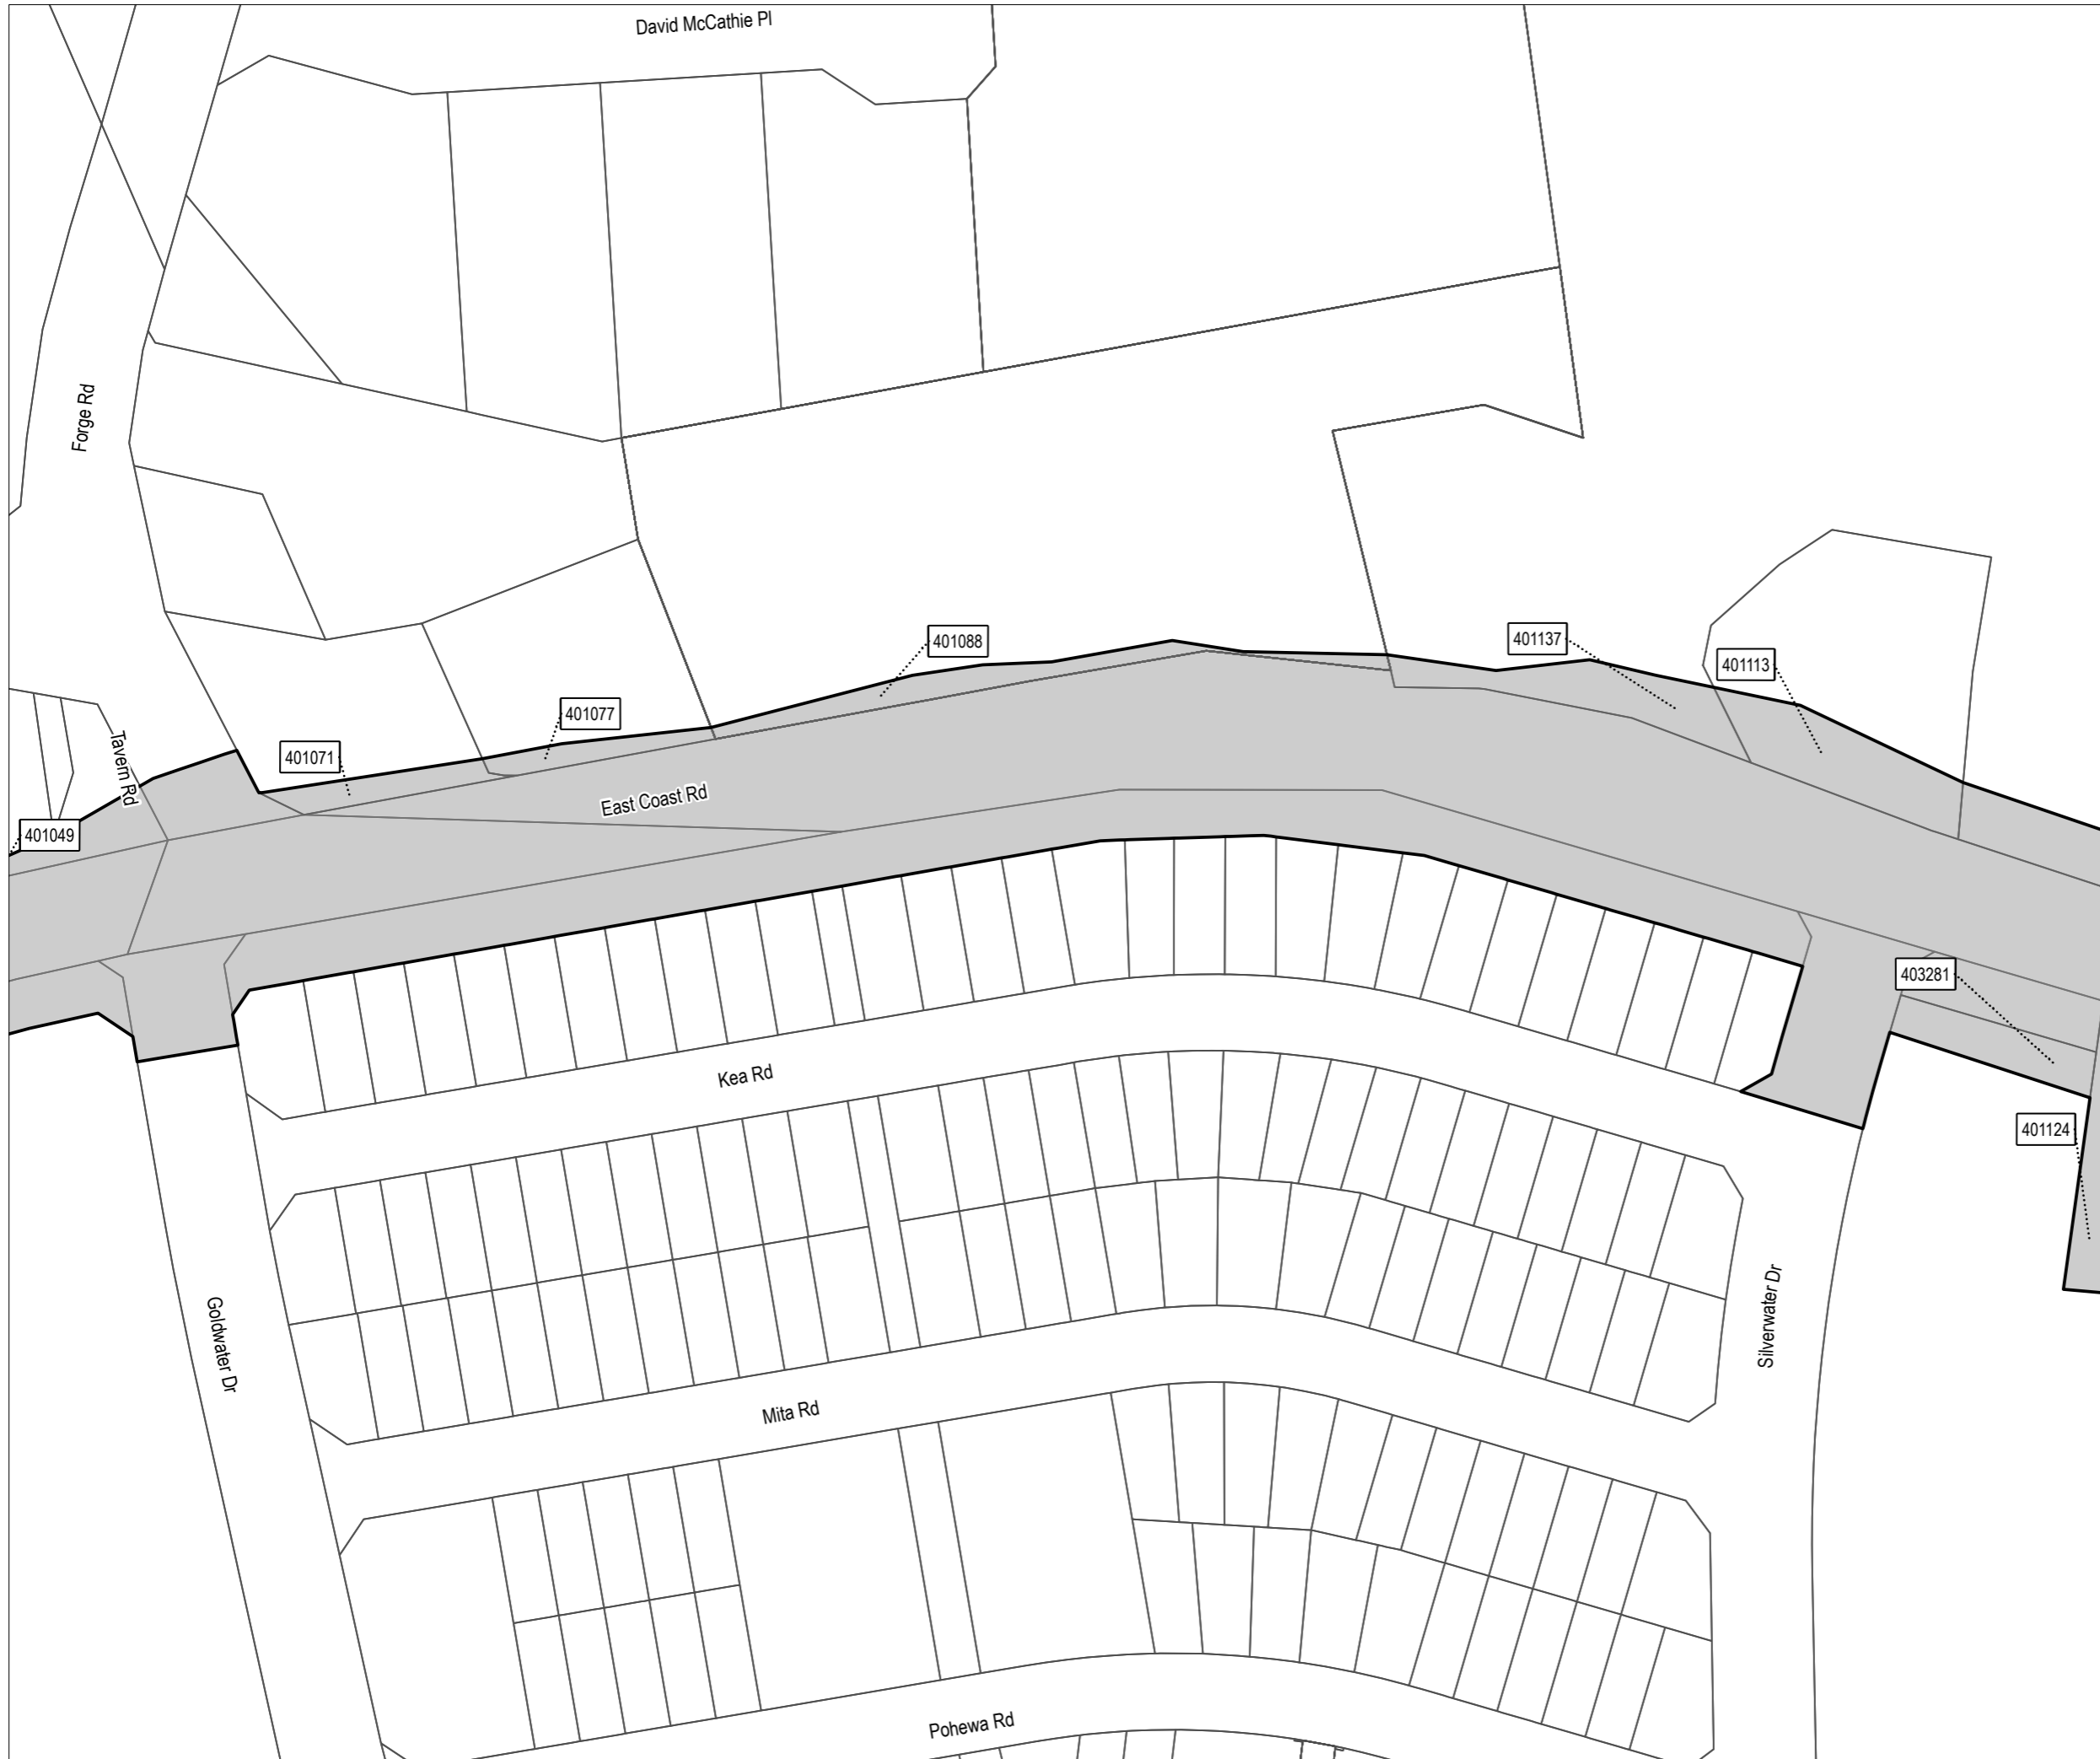 David McCathie Pl
Forge Rd
401088
401137
401113
401077
Tavern Rd
401071
East Coast Rd
401049
403281
Kea Rd
401124
Goldwater Dr
Silverwater Dr
Mita Rd
Pohewa Rd